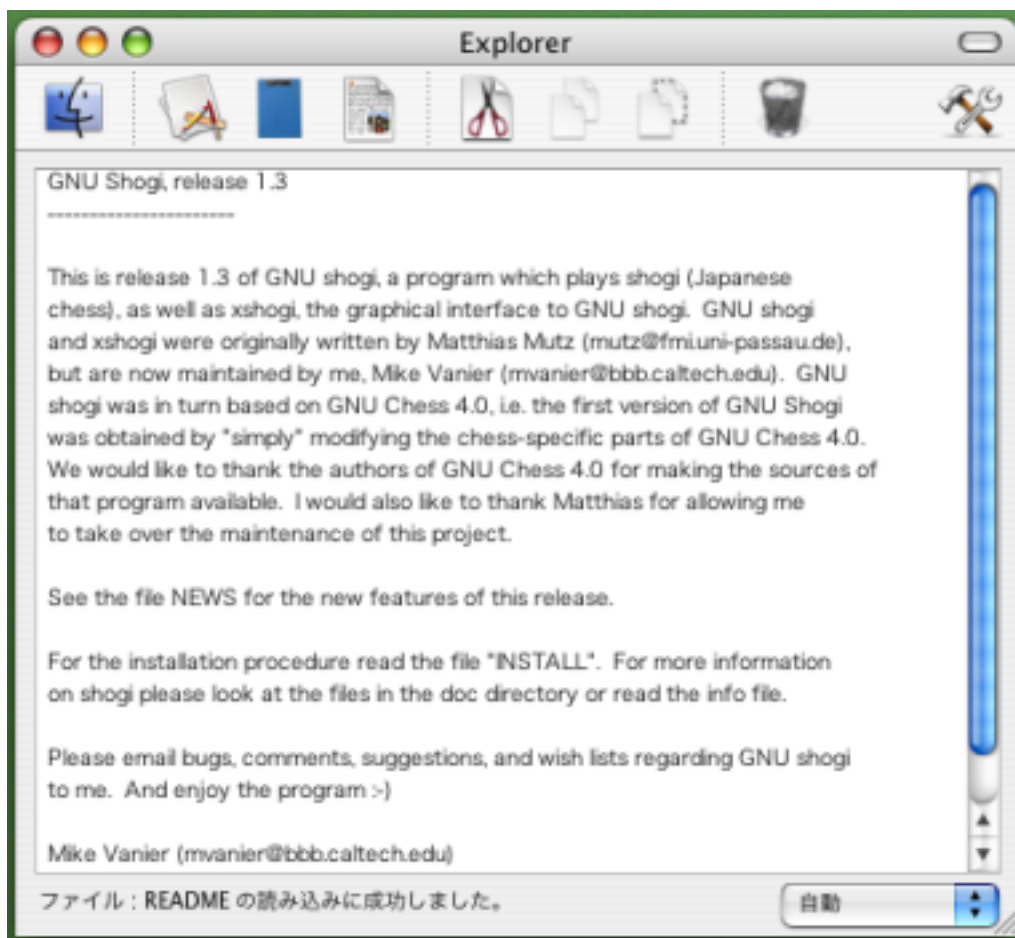 Explorer
GNU Shogi, release 1.3
----------------------
This is release 1.3 of GNU shogi, a program which plays shogi (Japanese
chess), as well as xshogi, the graphical interface to GNU shogi.  GNU shogi
and xshogi were originally written by Matthias Mutz (mutz@fmi.uni-passau.de),
but are now maintained by me, Mike Vanier (mvanier@bbb.caltech.edu).  GNU
shogi was in turn based on GNU Chess 4.0, i.e. the first version of GNU Shogi
was obtained by "simply" modifying the chess-specific parts of GNU Chess 4.0.
We would like to thank the authors of GNU Chess 4.0 for making the sources of
that program available.  I would also like to thank Matthias for allowing me
to take over the maintenance of this project.
See the file NEWS for the new features of this release.
For the installation procedure read the file "INSTALL".  For more information
on shogi please look at the files in the doc directory or read the info file.
Please email bugs, comments, suggestions, and wish lists regarding GNU shogi
to me.  And enjoy the program :-)
Mike Vanier (mvanier@bbb.caltech.edu)
ファイル : README の読み込みに成功しました。
自動